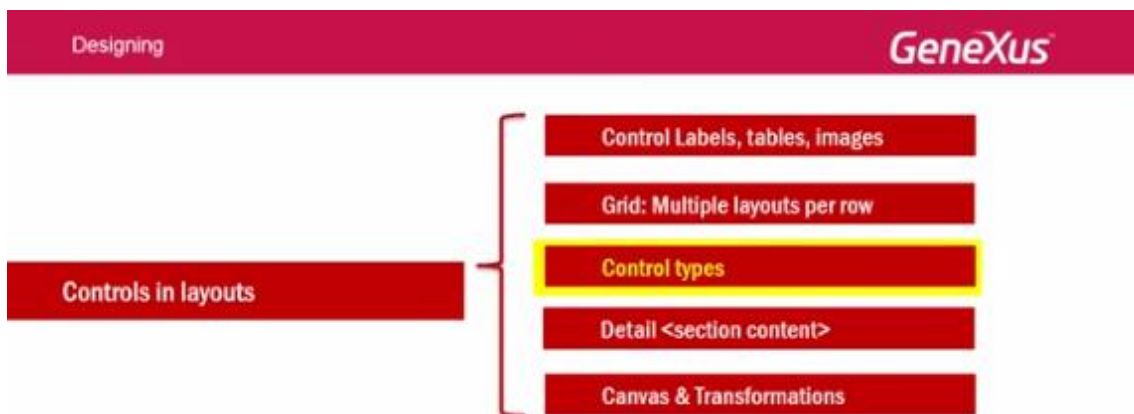 Designing
GeneXus
Control Labels, tables, images
Grid: Multiple layouts per row
Control types
Controls in layouts
Detail <section content>
Canvas & Transformations